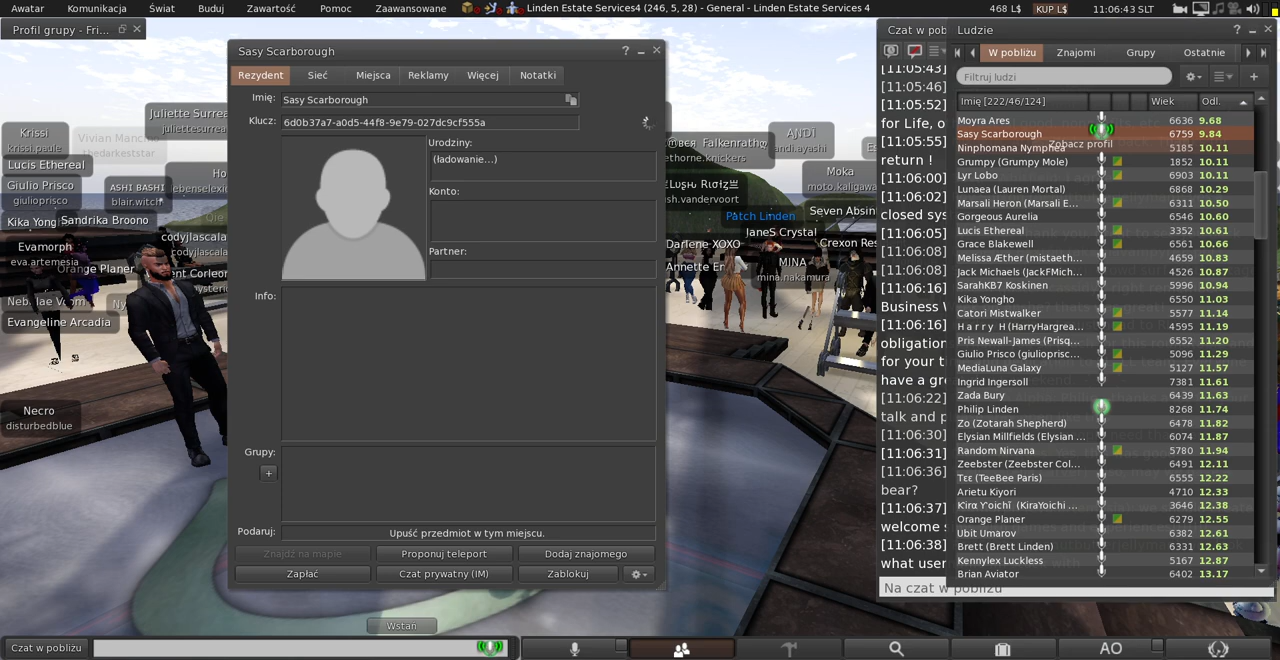 Awatar Komunikacja Świat Buduj Zawartość Pomoc Zaawansowane Linden Estate Services4 (246, 5, 28) - General - Linden Estate Services 4 468 L$ KUP L$ 11:06:43 SLT
Profil grupy - Fri...
Krissi
krissi.paule
Vivian Mancino
thedarkeststar
Juliette Surrea
juliettesurrea
Lucis Ethereal
Giulio Prisco
giulioprisco
ASHI BASHI
blair.witch
Kika Yongh
Sandrika Broono
Evamorph
eva.artemesia
Orange Planer
codyjlascala
codyjlascala
Evangeline Arcadia
Necro
disturbedblue
Sasy Scarborough
Rezydent Sieć Miejsca Reklamy Więcej Notatki
Imię: Sasy Scarborough
Klucz: 6d0b37a7-a0d5-44f8-9e79-027dc9cf555a
Urodziny:
(ładowanie...)
Konto:
Partner:
Info:
Grupy:
+
Podaruj: Upuść przedmiot w tym miejscu.
Znajdź na mapie Proponuj teleport Dodaj znajomego
Zapłać Czat prywatny (IM) Zablokuj
Wstań
ANDI
andi.ayashi
Moka
moto.kaligawa
Patch Linden
Seven Absin
JaneS Crystal
Darlene XOXO
Crexon Res
Annette En
MINA
mina.nakamura
Czat w pob
[11:05:43]
[11:05:46]
[11:05:52]
for Life, o
[11:05:55]
return !
[11:06:00]
[11:06:02]
closed sys
[11:06:05]
[11:06:08]
[11:06:08]
[11:06:16]
Business W
[11:06:16]
obligation
for your t
have a gre
[11:06:22]
talk and p
[11:06:30]
[11:06:31]
[11:06:36]
bear?
[11:06:37]
welcome s
[11:06:38]
what user
Na czat w pobliżu
Ludzie
W pobliżu Znajomi Grupy Ostatnie
Filtruj ludzi
Imię [222/46/124] Wiek Odl.
Moyra Ares 6636 9.68
Sasy Scarborough 6759 9.84
Zobacz profil
Ninphomana Nymphea 5185 10.11
Grumpy (Grumpy Mole) 1852 10.11
Lyr Lobo 6903 10.11
Lunaea (Lauren Mortal) 6868 10.29
Marsali Heron (Marsali E... 6311 10.50
Gorgeous Aurelia 6546 10.60
Lucis Ethereal 3352 10.61
Grace Blakewell 6561 10.66
Melissa Æther (mistaeth... 4659 10.83
Jack Michaels (JackFMich... 4526 10.87
SarahKB7 Koskinen 5996 10.94
Kika Yongho 6550 11.03
Catori Mistwalker 5577 11.14
H a r r y H (HarryHargrea... 4595 11.19
Pris Newall-James (Prisq... 6552 11.20
Giulio Prisco (giulioprisc... 5096 11.29
MediaLuna Galaxy 5127 11.57
Ingrid Ingersoll 7381 11.61
Zada Bury 6439 11.63
Philip Linden 8268 11.74
Zo (Zotarah Shepherd) 6478 11.82
Elysian Millfields (Elysian ... 6074 11.87
Random Nirvana 5780 11.94
Zeebster (Zeebster Col... 6491 12.11
Tεε (TeeBee Paris) 6555 12.22
Arietu Kiyori 4710 12.33
(KiraYoichi ... 3646 12.38
Orange Planer 6279 12.55
Ubit Umarov 6382 12.61
Brett (Brett Linden) 6331 12.63
Kennylex Luckless 5167 12.87
Brian Aviator 6402 13.17
Czat w pobliżu AO